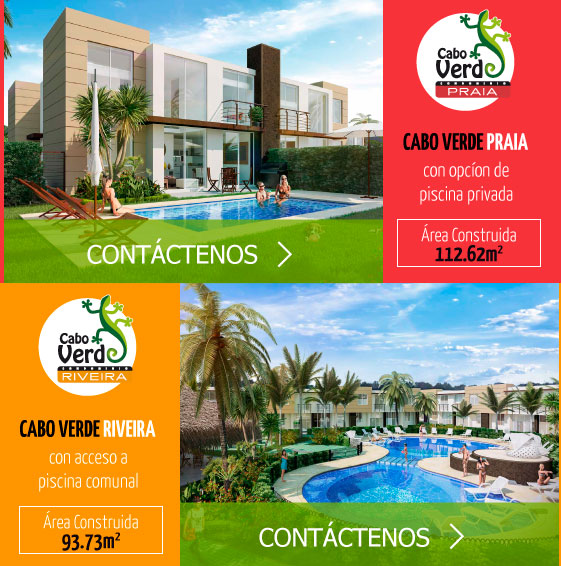 Cabo
Verde
CONDOMINIO
PRAIA
CABO VERDE PRAIA
con opcíon de
piscina privada
Área Construida
112.62m²
CONTÁCTENOS
Cabo
Verde
CONDOMINIO
RIVEIRA
CABO VERDE RIVEIRA
con acceso a
piscina comunal
Área Construida
93.73m²
CONTÁCTENOS